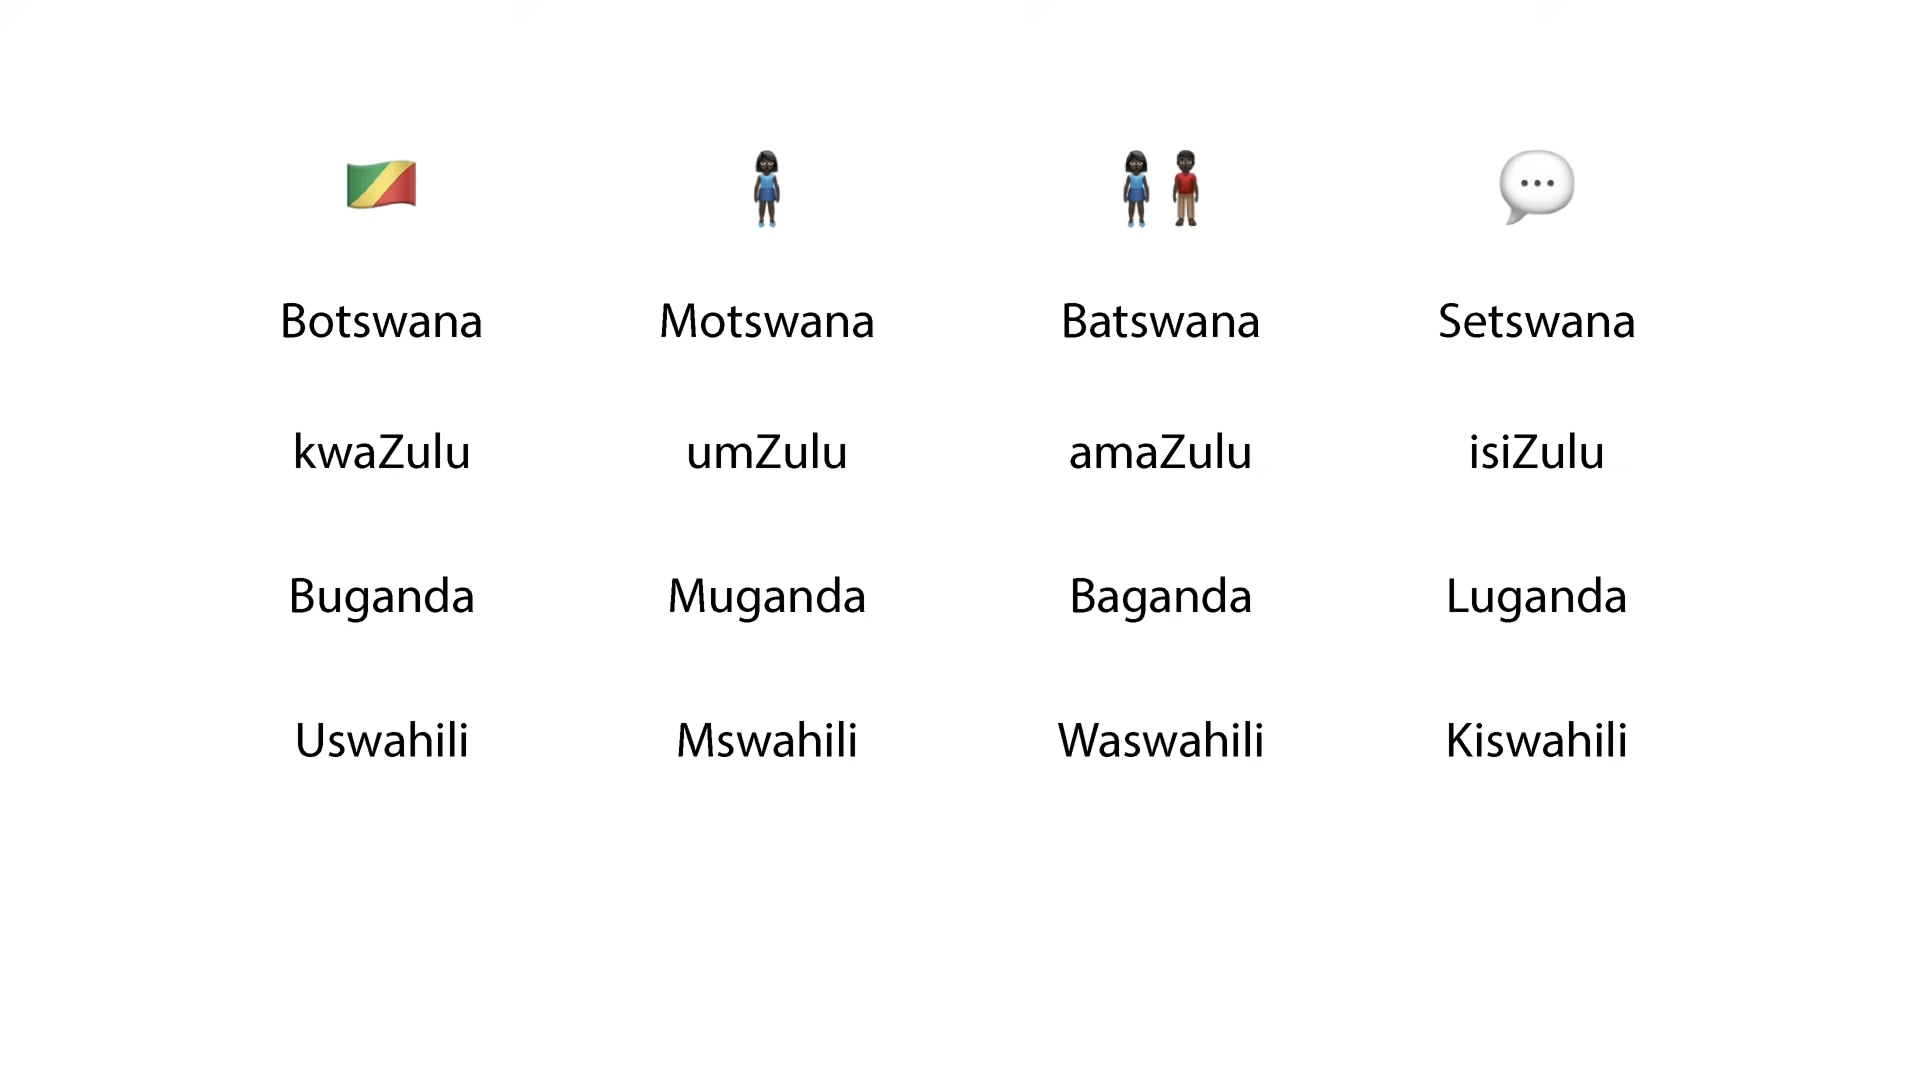 Botswana Motswana Batswana Setswana
kwaZulu umZulu amaZulu isiZulu
Buganda Muganda Baganda Luganda
Uswahili Mswahili Waswahili Kiswahili